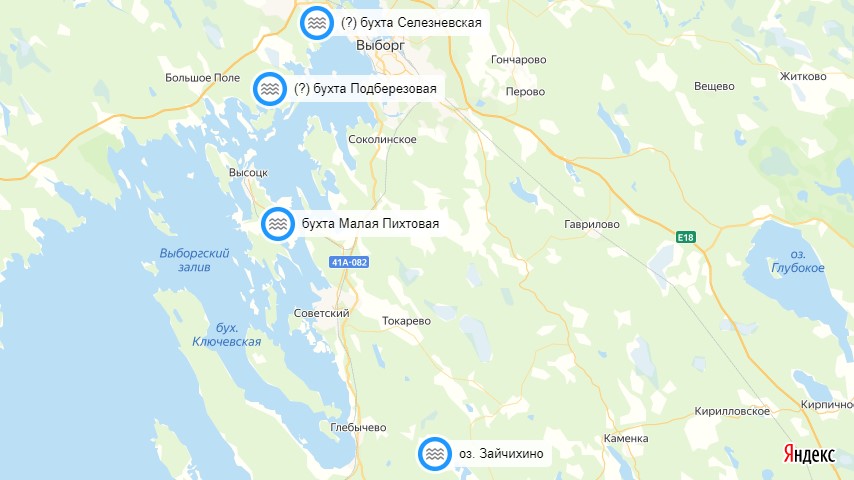 (?) бухта Селезневская
Выборг
Гончарово
Большое Поле
(?) бухта Подберезовая
Перово
Вещево
Житково
Соколинское
Высоцк
бухта Малая Пихтовая
Гаврилово
E18
Выборгский
залив
41А-082
оз.
Глубокое
Советский
Токарево
бух.
Ключевская
Глебычево
Кирилловское
Кирпичное
Каменка
оз. Зайчихино
Яндекс